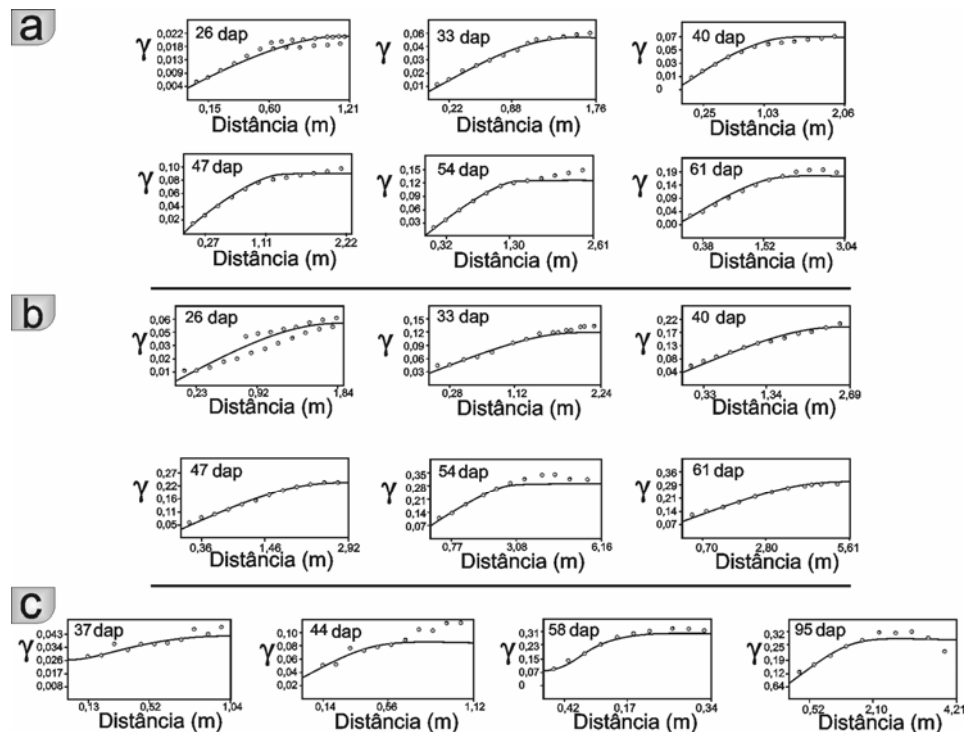 a
26 dap
γ
0,022
0,017
0,013
0,009
0,004
0,15 0,60 1,21
Distância (m)
33 dap
γ
0,06
0,04
0,03
0,01
0,00
0,22 0,88 1,76
Distância (m)
40 dap
γ
0,07
0,06
0,04
0,01
0
0,25 1,03 2,06
Distância (m)
47 dap
γ
0,10
0,08
0,06
0,04
0,02
0,27 1,11 2,22
Distância (m)
54 dap
γ
0,15
0,12
0,09
0,06
0,03
0,32 1,30 2,61
Distância (m)
61 dap
γ
0,19
0,15
0,11
0,04
0,00
0,38 1,52 3,04
Distância (m)
b
26 dap
γ
0,06
0,05
0,03
0,02
0,01
0,23 0,92 1,84
Distância (m)
33 dap
γ
0,15
0,12
0,09
0,06
0,03
0,28 1,12 2,24
Distância (m)
40 dap
γ
0,22
0,17
0,13
0,08
0,04
0,33 1,34 2,69
Distância (m)
47 dap
γ
0,27
0,22
0,16
0,11
0,05
0,36 1,46 2,92
Distância (m)
54 dap
γ
0,35
0,28
0,21
0,14
0,07
0,77 3,08 6,16
Distância (m)
61 dap
γ
0,36
0,29
0,21
0,14
0,07
0,70 2,80 5,61
Distância (m)
c
37 dap
γ
0,043
0,034
0,026
0,017
0,008
0,13 0,52 1,04
Distância (m)
44 dap
γ
0,10
0,08
0,06
0,04
0,02
0,14 0,56 1,12
Distância (m)
58 dap
γ
0,31
0,23
0,15
0,07
0
0,42 0,17 0,34
Distância (m)
95 dap
γ
0,32
0,25
0,19
0,12
0,64
0,52 2,10 4,21
Distância (m)